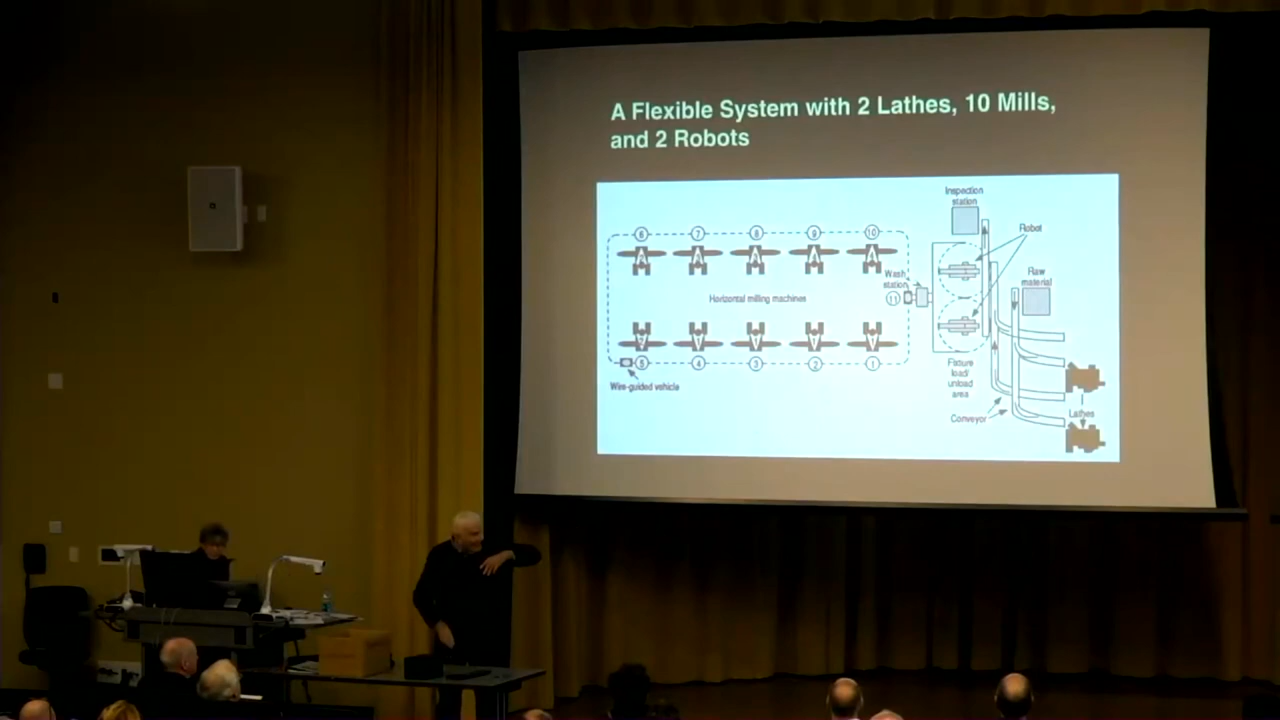 A Flexible System with 2 Lathes, 10 Mills,
and 2 Robots
Inspection
station
Robot
6 7 8 9 10
Wash
station
11
Raw
material
Horizontal milling machines
5 4 3 2 1
Wire-guided vehicle
Fixture
load/
unload
area
Conveyor
Lathes